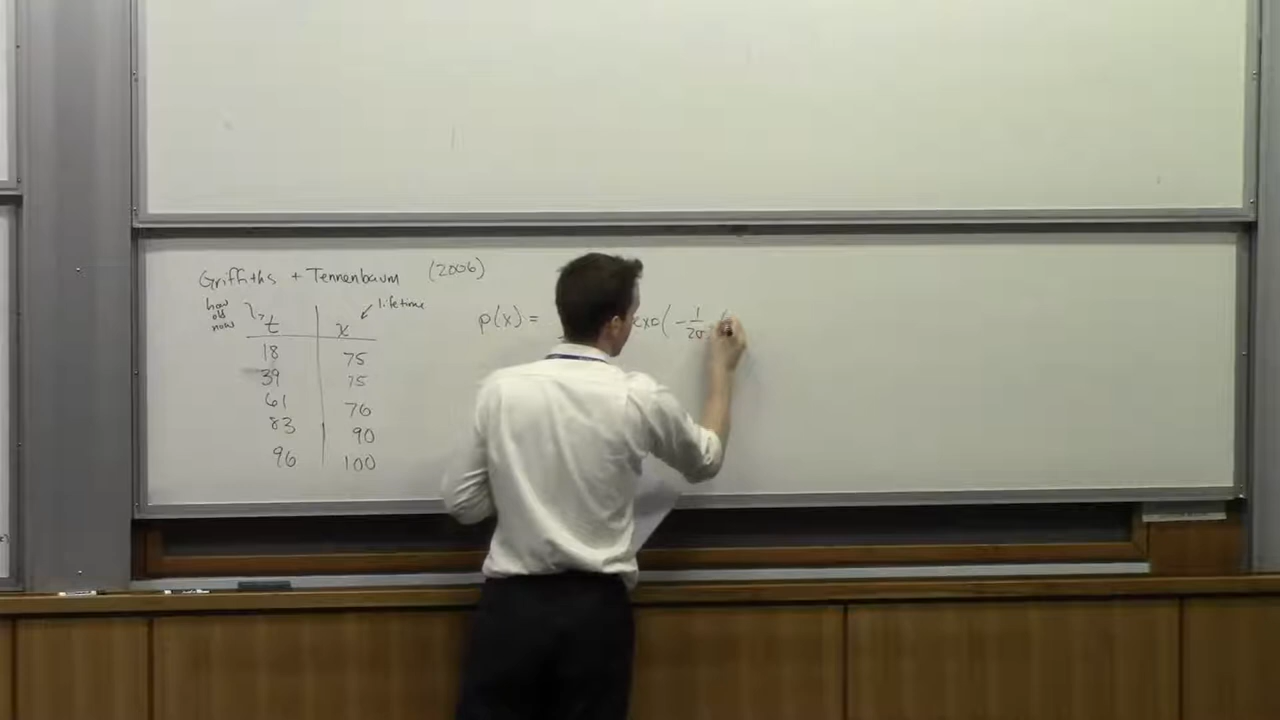 Griffiths + Tennenbaum (2006)
how old now t x lifetime
18 75
39 75
61 76
83 90
96 100
p(x) = exp(-1/2σ (